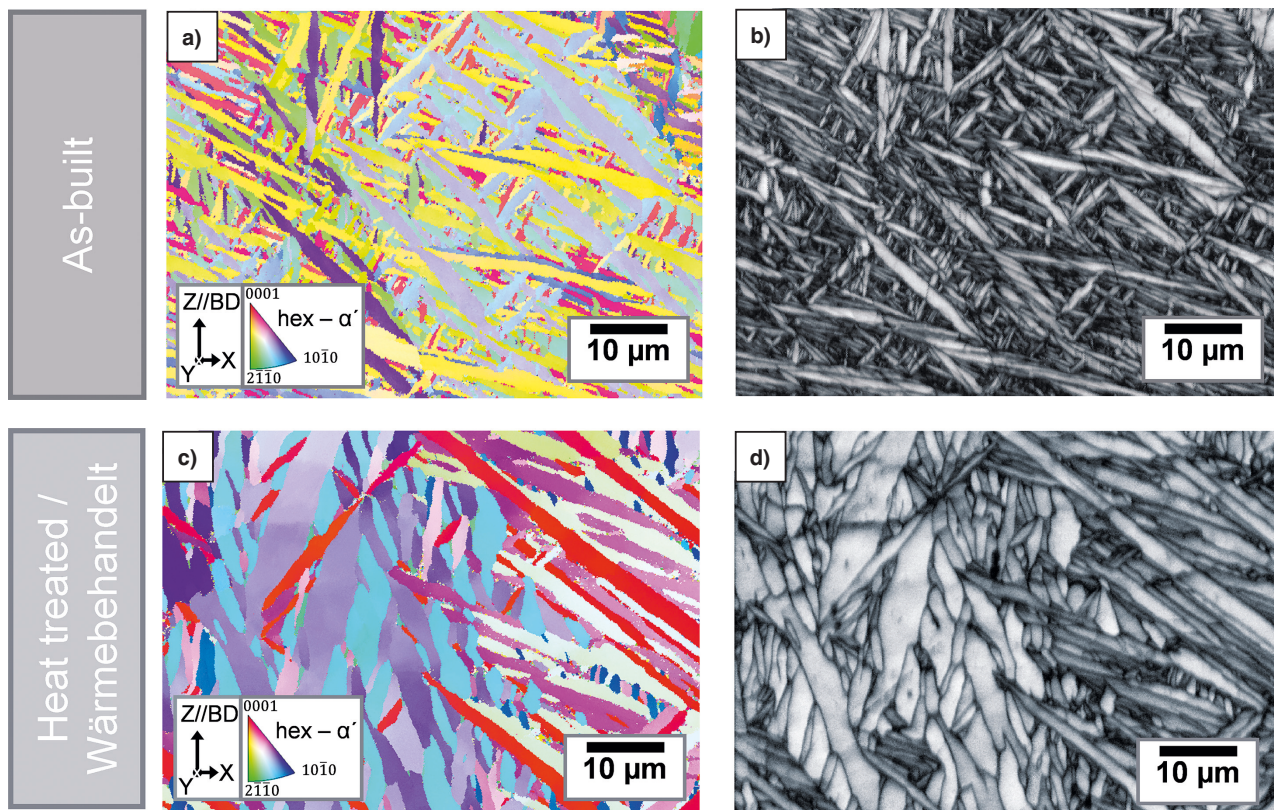 As-built
a)
Z//BD
Y
X
0001
hex – α´
101̅0
21̅1̅0
10 µm
b)
10 µm
Heat treated /
Wärmebehandelt
c)
Z//BD
Y
X
0001
hex – α´
101̅0
21̅1̅0
10 µm
d)
10 µm